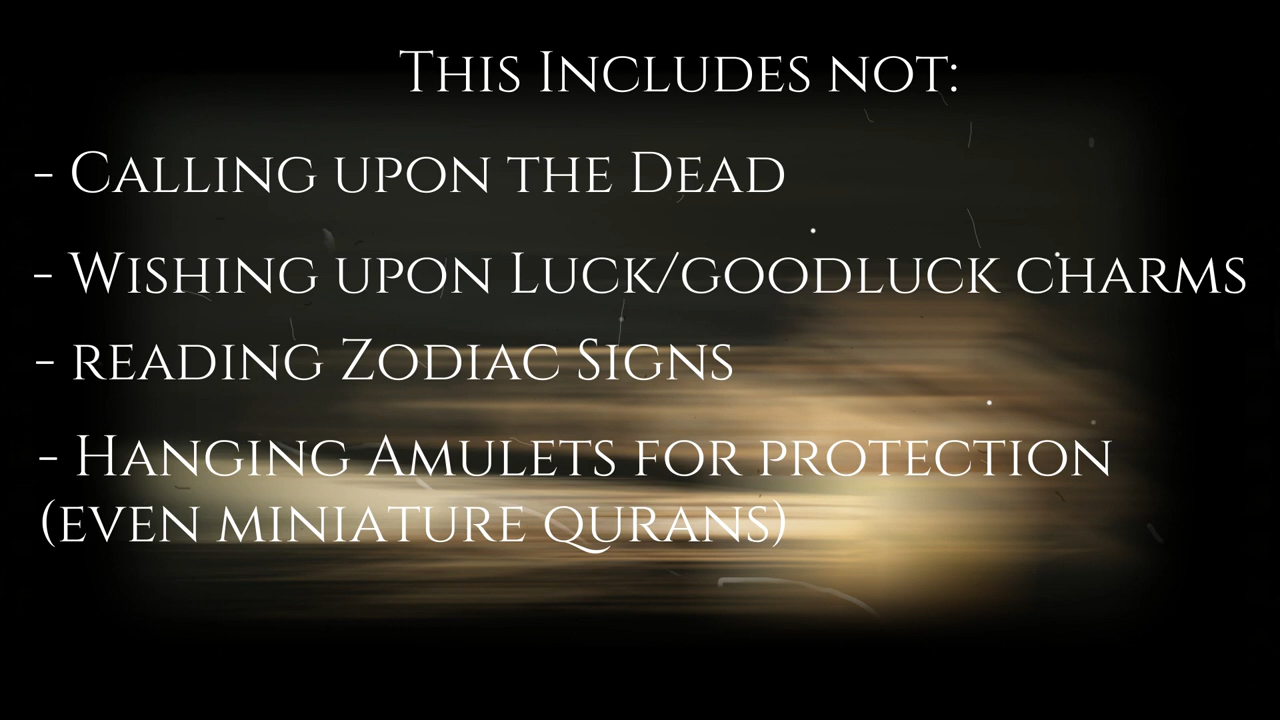 This Includes not:
- Calling upon the Dead
- Wishing upon Luck/goodluck charms
- reading Zodiac Signs
- Hanging Amulets for protection
(even miniature qurans)